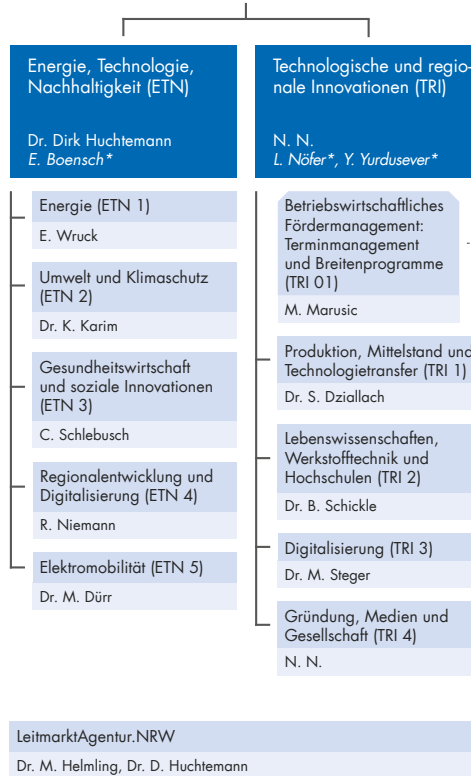 Energie, Technologie,
Nachhaltigkeit (ETN)
Dr. Dirk Huchtemann
E. Boensch*
Energie (ETN 1)
E. Wruck
Umwelt und Klimaschutz
(ETN 2)
Dr. K. Karim
Gesundheitswirtschaft
und soziale Innovationen
(ETN 3)
C. Schlebusch
Regionalentwicklung und
Digitalisierung (ETN 4)
R. Niemann
Elektromobilität (ETN 5)
Dr. M. Dürr
Technologische und regio-
nale Innovationen (TRI)
N. N.
L. Nöfer*, Y. Yurdusever*
Betriebswirtschaftliches
Fördermanagement:
Terminmanagement
und Breitenprogramme
(TRI 01)
M. Marusic
Produktion, Mittelstand und
Technologietransfer (TRI 1)
Dr. S. Dziallach
Lebenswissenschaften,
Werkstofftechnik und
Hochschulen (TRI 2)
Dr. B. Schickle
Digitalisierung (TRI 3)
Dr. M. Steger
Gründung, Medien und
Gesellschaft (TRI 4)
N. N.
LeitmarktAgentur.NRW
Dr. M. Helmling, Dr. D. Huchtemann